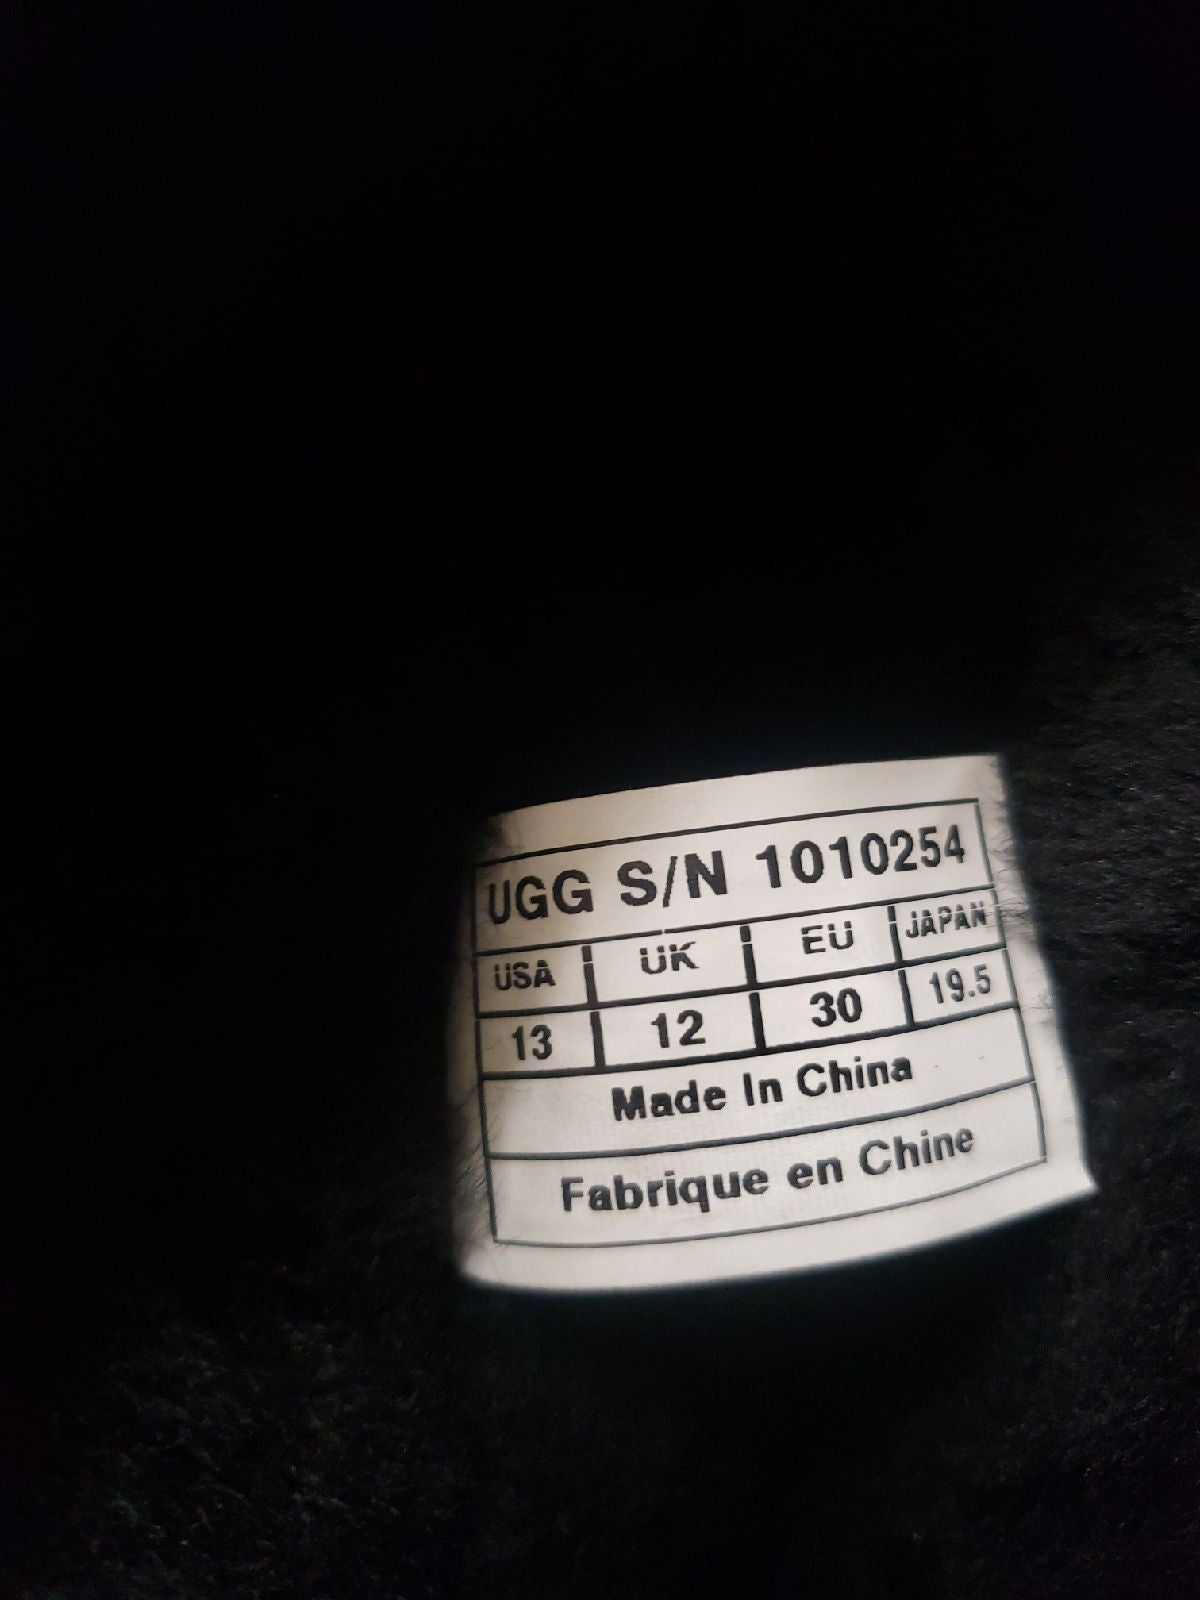 UGG S/N 1010254
USA UK EU JAPAN
13 12 30 19.5
Made In China
Fabrique en Chine